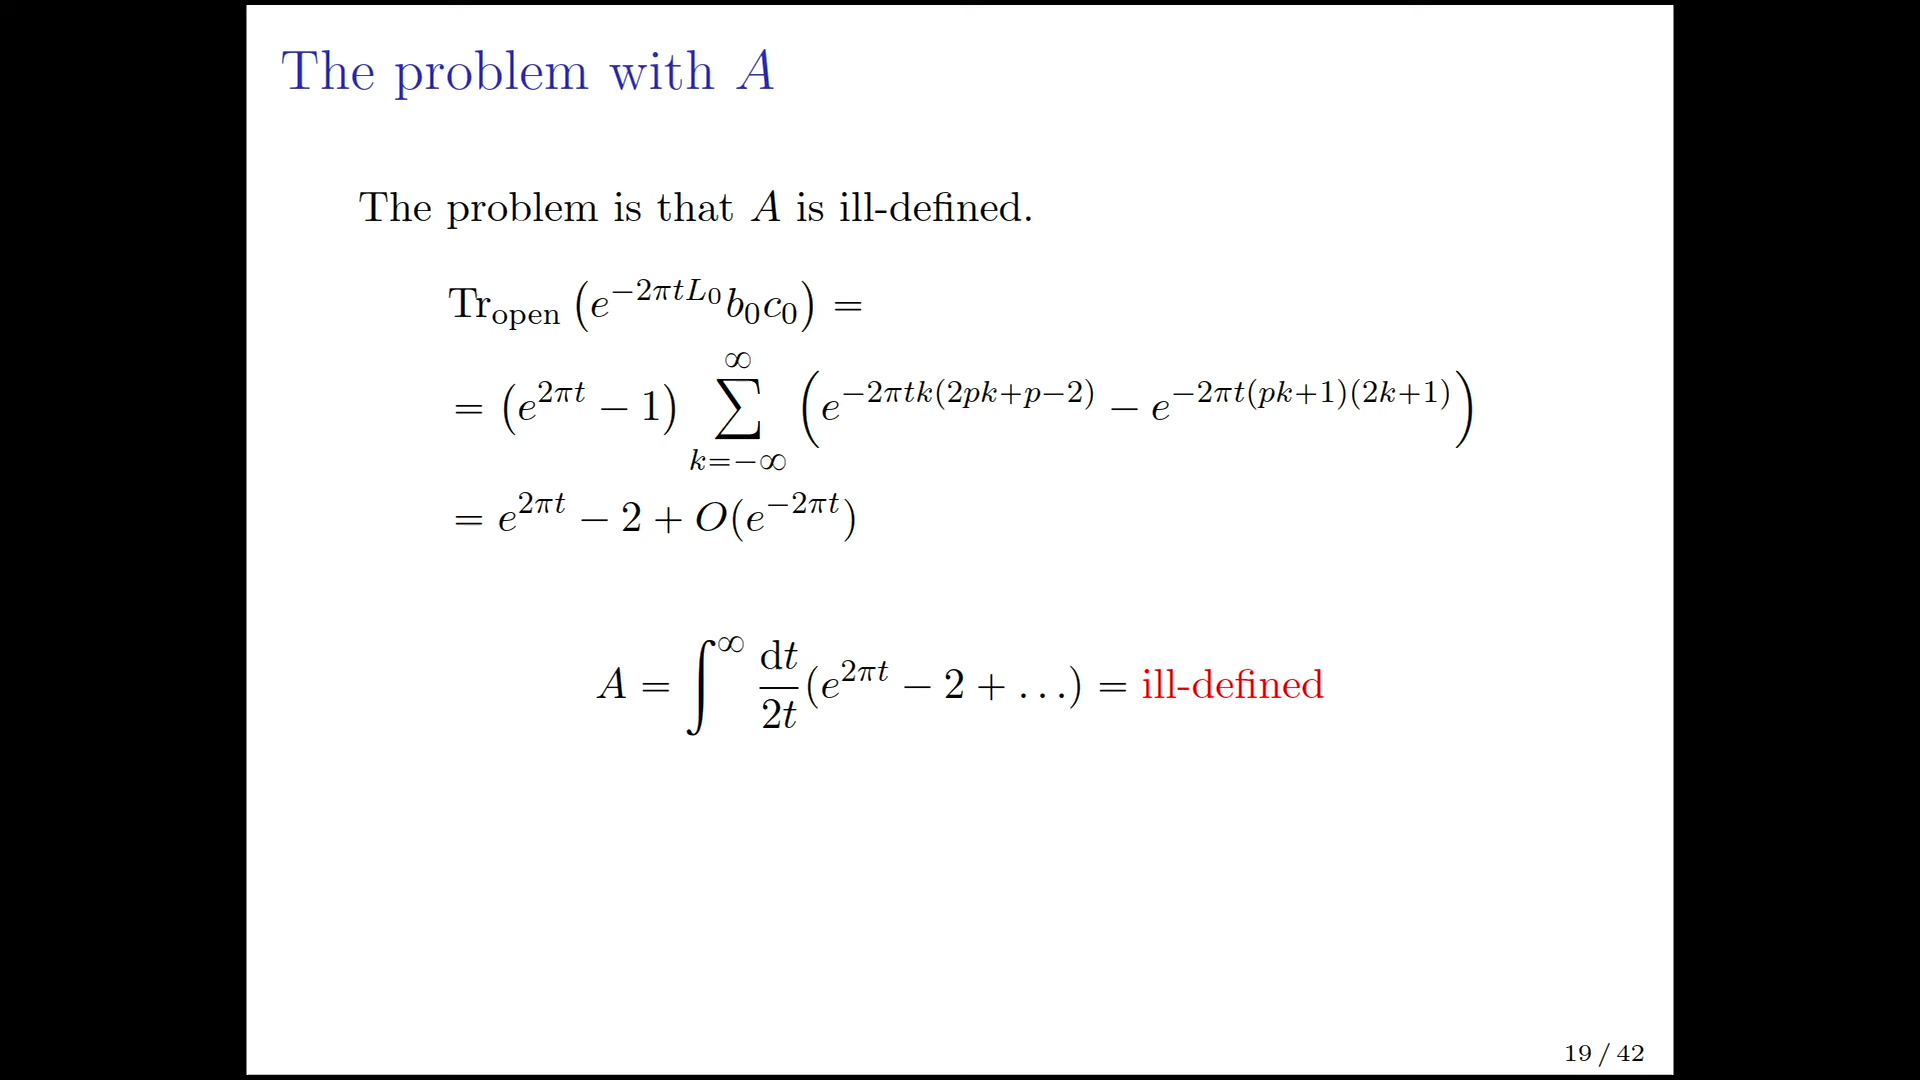 The problem with A
The problem is that A is ill-defined.
Tr_open (e^{-2πtL_0} b_0 c_0) =
= (e^{2πt} − 1) ∑_{k=−∞}^{∞} (e^{−2πtk(2pk+p−2)} − e^{−2πt(pk+1)(2k+1)})
= e^{2πt} − 2 + O(e^{−2πt})
A = ∫^∞ dt/2t (e^{2πt} − 2 + …) = ill-defined
19 / 42